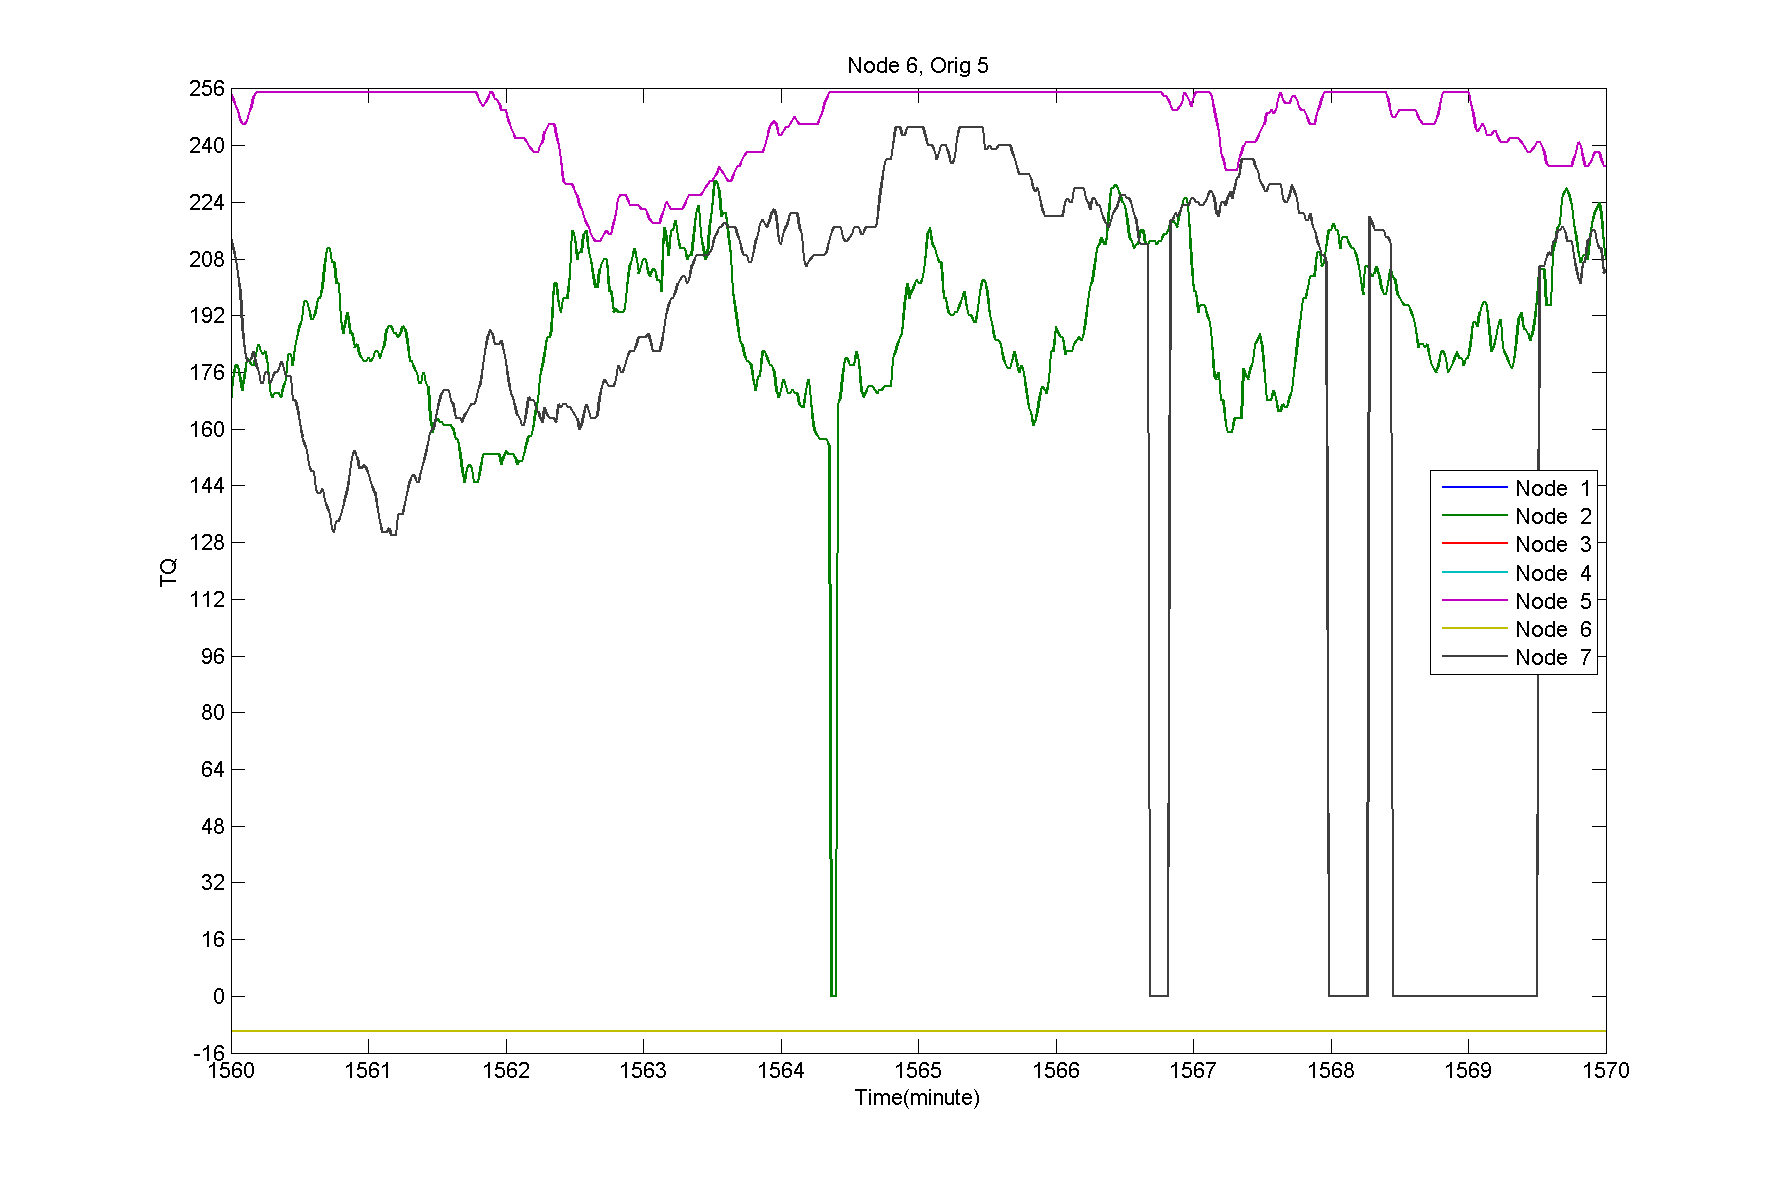 Node 6, Orig 5
256
240
224
208
192
176
160
144
128
112
96
80
64
48
32
16
0
-16
TQ
Node 1
Node 2
Node 3
Node 4
Node 5
Node 6
Node 7
1560 1561 1562 1563 1564 1565 1566 1567 1568 1569 1570
Time(minute)